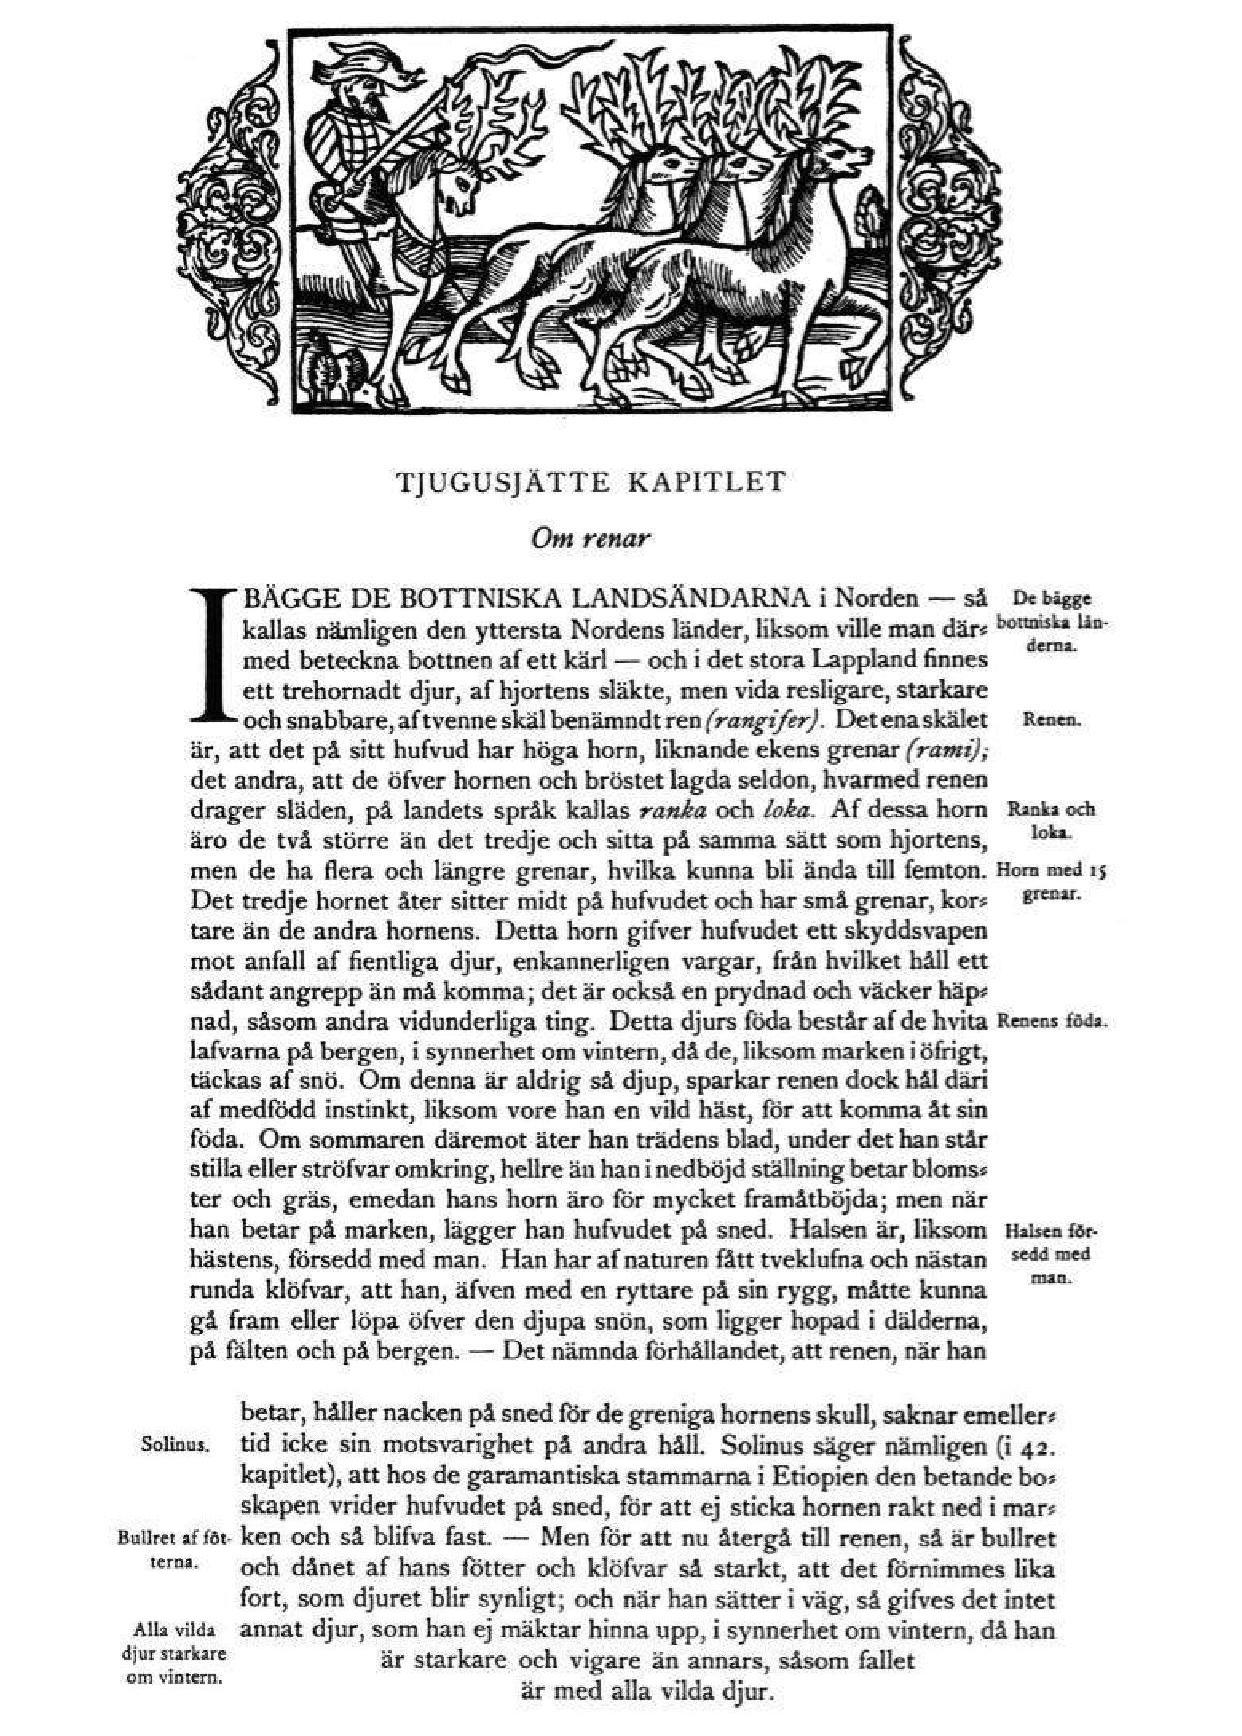 TJUGUSJÄTTE KAPITLET
Om renar
I BÄGGE DE BOTTNISKA LANDSÄNDARNA i Norden — så
kallas nämligen den yttersta Nordens länder, liksom ville man där⸗
med beteckna bottnen af ett kärl — och i det stora Lappland finnes
ett trehornadt djur, af hjortens släkte, men vida resligare, starkare
och snabbare, af tvenne skäl benämndt ren (rangifer). Det ena skälet
är, att det på sitt hufvud har höga horn, liknande ekens grenar (rami);
det andra, att de öfver hornen och bröstet lagda seldon, hvarmed renen
drager släden, på landets språk kallas ranka och loka. Af dessa horn
äro de två större än det tredje och sitta på samma sätt som hjortens,
men de ha flera och längre grenar, hvilka kunna bli ända till femton.
Det tredje hornet åter sitter midt på hufvudet och har små grenar, kor⸗
tare än de andra hornens. Detta horn gifver hufvudet ett skyddsvapen
mot anfall af fientliga djur, enkannerligen vargar, från hvilket håll ett
sådant angrepp än må komma; det är också en prydnad och väcker häp⸗
nad, såsom andra vidunderliga ting. Detta djurs föda består af de hvita
lafvarna på bergen, i synnerhet om vintern, då de, liksom marken i öfrigt,
täckas af snö. Om denna är aldrig så djup, sparkar renen dock hål däri
af medfödd instinkt, liksom vore han en vild häst, för att komma åt sin
föda. Om sommaren däremot äter han trädens blad, under det han står
stilla eller ströfvar omkring, hellre än han i nedböjd ställning betar bloms⸗
ter och gräs, emedan hans horn äro för mycket framåtböjda; men när
han betar på marken, lägger han hufvudet på sned. Halsen är, liksom
hästens, försedd med man. Han har af naturen fått tveklufna och nästan
runda klöfvar, att han, äfven med en ryttare på sin rygg, måtte kunna
gå fram eller löpa öfver den djupa snön, som ligger hopad i dälderna,
på fälten och på bergen. — Det nämnda förhållandet, att renen, när han
De bägge
bottniska län-
derna.
Renen.
Ranka och
loka.
Horn med 15
grenar.
Renens föda.
Halsen för-
sedd med
man.
betar, håller nacken på sned för de greniga hornens skull, saknar emeller⸗
tid icke sin motsvarighet på andra håll. Solinus säger nämligen (i 42.
kapitlet), att hos de garamantiska stammarna i Etiopien den betande bo⸗
skapen vrider hufvudet på sned, för att ej sticka hornen rakt ned i mar⸗
ken och så blifva fast. — Men för att nu återgå till renen, så är bullret
och dånet af hans fötter och klöfvar så starkt, att det förnimmes lika
fort, som djuret blir synligt; och när han sätter i väg, så gifves det intet
annat djur, som han ej mäktar hinna upp, i synnerhet om vintern, då han
är starkare och vigare än annars, såsom fallet
är med alla vilda djur.
Solinus.
Bullret af föt-
terna.
Alla vilda
djur starkare
om vintern.